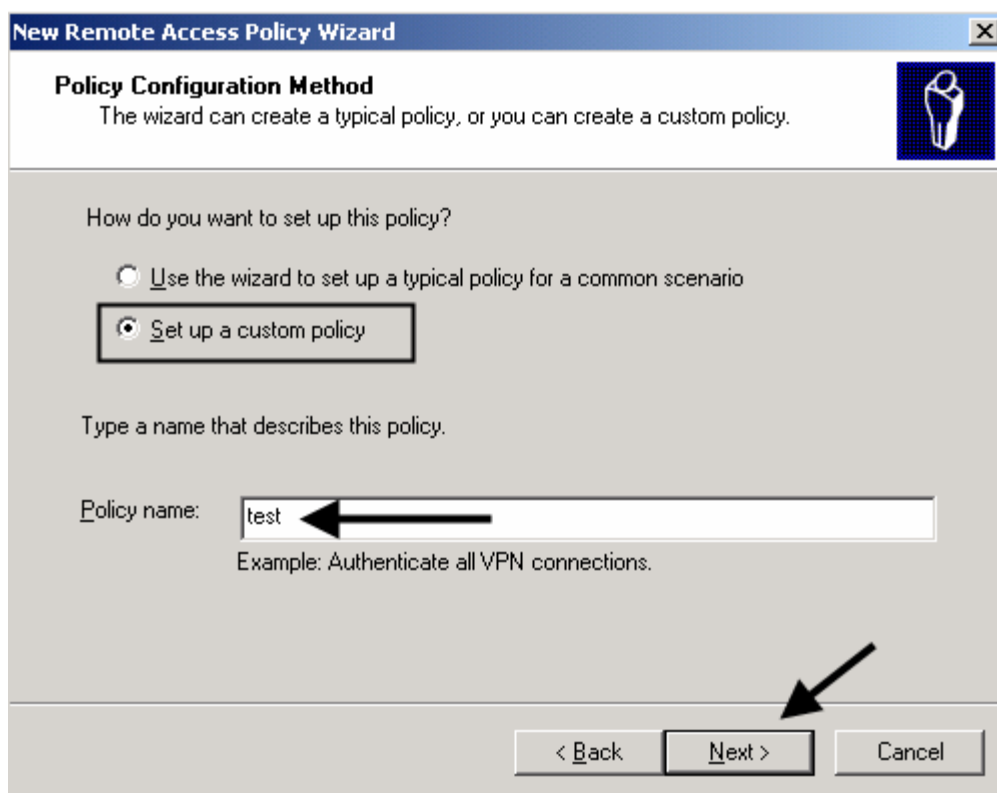 New Remote Access Policy Wizard
Policy Configuration Method
The wizard can create a typical policy, or you can create a custom policy.
How do you want to set up this policy?
Use the wizard to set up a typical policy for a common scenario
Set up a custom policy
Type a name that describes this policy.
Policy name:
test
Example: Authenticate all VPN connections.
< Back
Next >
Cancel